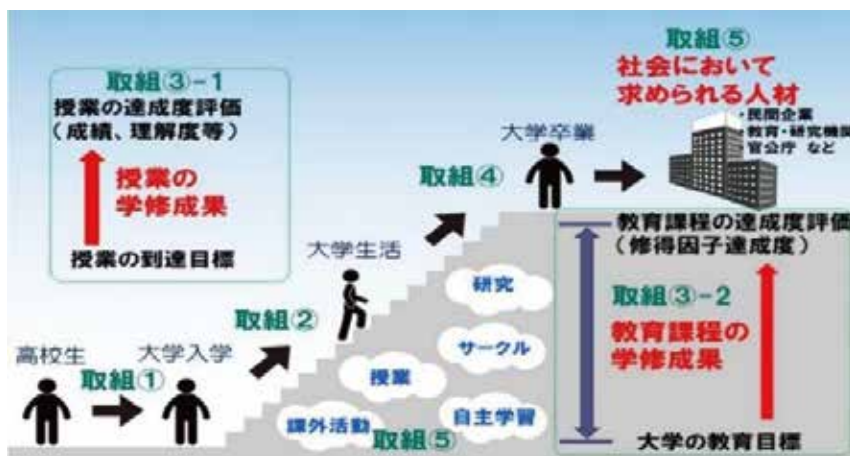 取組③-1
授業の達成度評価
(成績、理解度等)
授業の
学修成果
授業の到達目標
取組⑤
社会において
求められる人材
・民間企業
・教育・研究機関
・官公庁 など
大学卒業
取組④
大学生活
取組②
高校生
取組①
大学入学
研究
サークル
授業
自主学習
課外活動
取組⑤
教育課程の達成度評価
(修得因子達成度)
取組③-2
教育課程の
学修成果
大学の教育目標